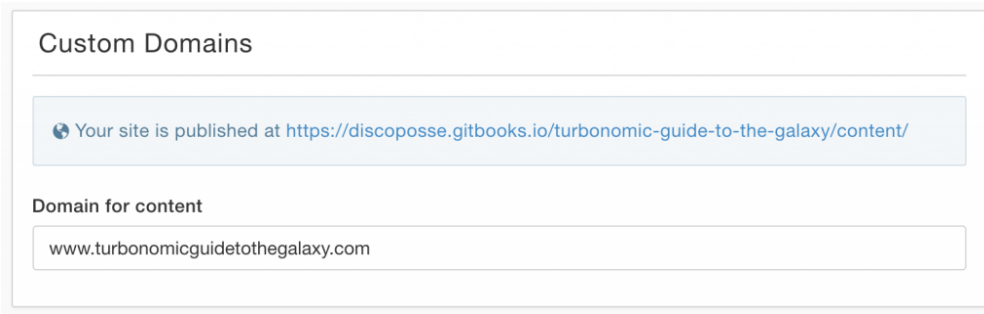 Custom Domains
Your site is published at https://discoposse.gitbooks.io/turbonomic-guide-to-the-galaxy/content/
Domain for content
www.turbonomicguidetothegalaxy.com